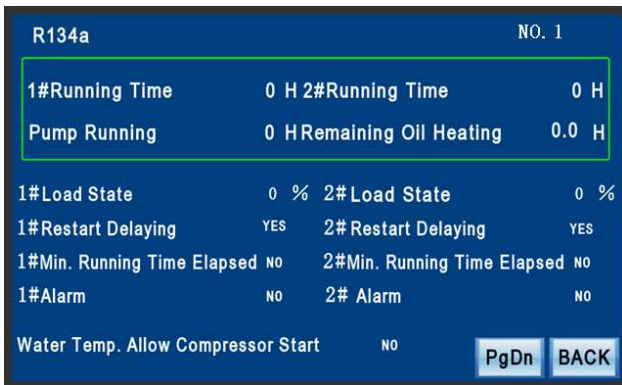 R134a NO. 1
1#Running Time 0 H 2#Running Time 0 H
Pump Running 0 H Remaining Oil Heating 0.0 H
1#Load State 0 % 2#Load State 0 %
1#Restart Delaying YES 2#Restart Delaying YES
1#Min. Running Time Elapsed NO 2#Min. Running Time Elapsed NO
1#Alarm NO 2# Alarm NO
Water Temp. Allow Compressor Start NO
PgDn BACK